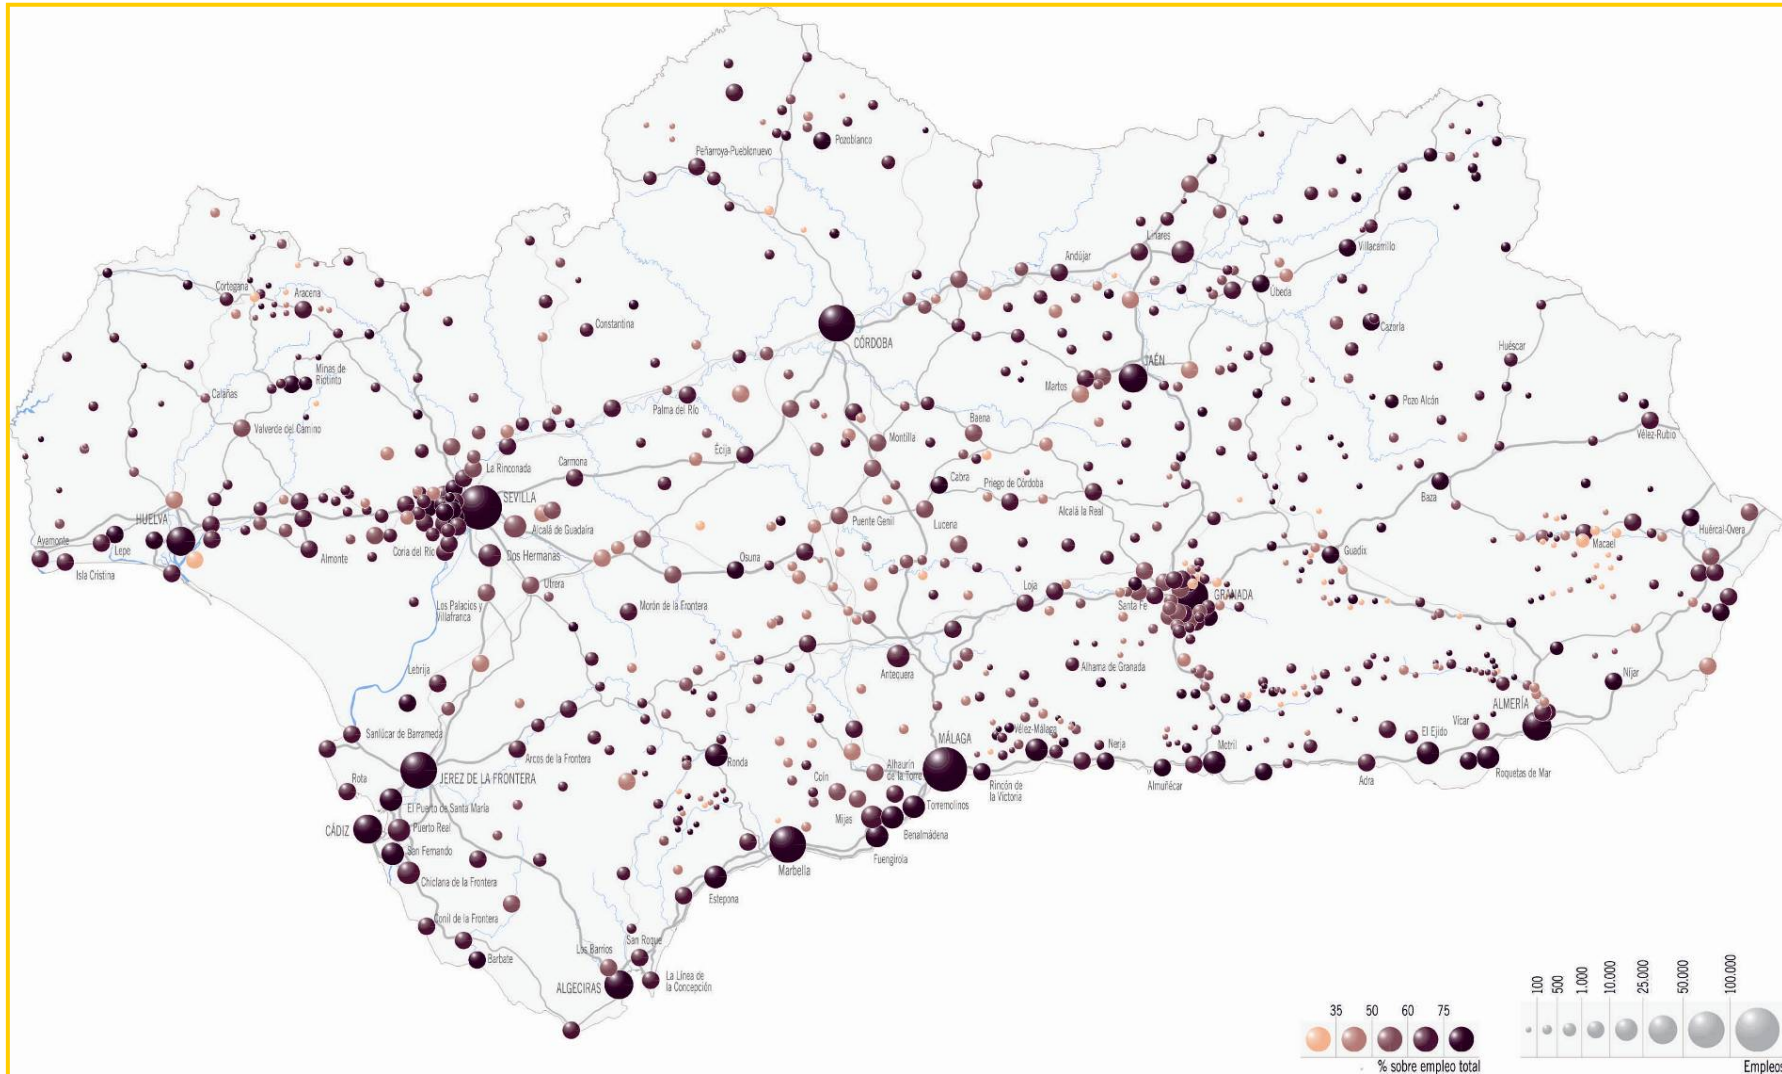 Pozoblanco
Peñarroya-Pueblonuevo
Linares
Andújar
Villacarrillo
Úbeda
Cortegana
Aracena
Constantina
CÓRDOBA
Cazorla
Huéscar
JAÉN
Minas de
Riotinto
Martos
Calañas
Palma del Río
Pozo Alcón
Valverde del Camino
Baena
Montilla
Vélez-Rubio
Écija
La Rinconada
Carmona
Cabra
Priego de Córdoba
Baza
SEVILLA
Alcalá la Real
Lucena
Puente Genil
HUELVA
Alcalá de Guadaíra
Huércal-Overa
Macael
Ayamonte
Lepe
Almonte
Coria del Río
Dos Hermanas
Osuna
Guadix
Isla Cristina
Utrera
Loja
Santa Fe
GRANADA
Los Palacios y
Villafranca
Morón de la Frontera
Lebrija
Antequera
Alhama de Granada
Níjar
ALMERÍA
Sanlúcar de Barrameda
Vélez-Málaga
Vícar
El Ejido
MÁLAGA
Nerja
Motril
Arcos de la Frontera
Ronda
Adra
Roquetas de Mar
JEREZ DE LA FRONTERA
Coín
Alhaurín
de la Torre
Rincón de
la Victoria
Almuñécar
Rota
El Puerto de Santa María
Torremolinos
CÁDIZ
Puerto Real
Mijas
Benalmádena
San Fernando
Fuengirola
Marbella
Chiclana de la Frontera
Estepona
Conil de la Frontera
Los Barrios
San Roque
Barbate
La Línea de
la Concepción
ALGECIRAS
35 50 60 75
% sobre empleo total
100 500 1.000 10.000 25.000 50.000 100.000
Empleos